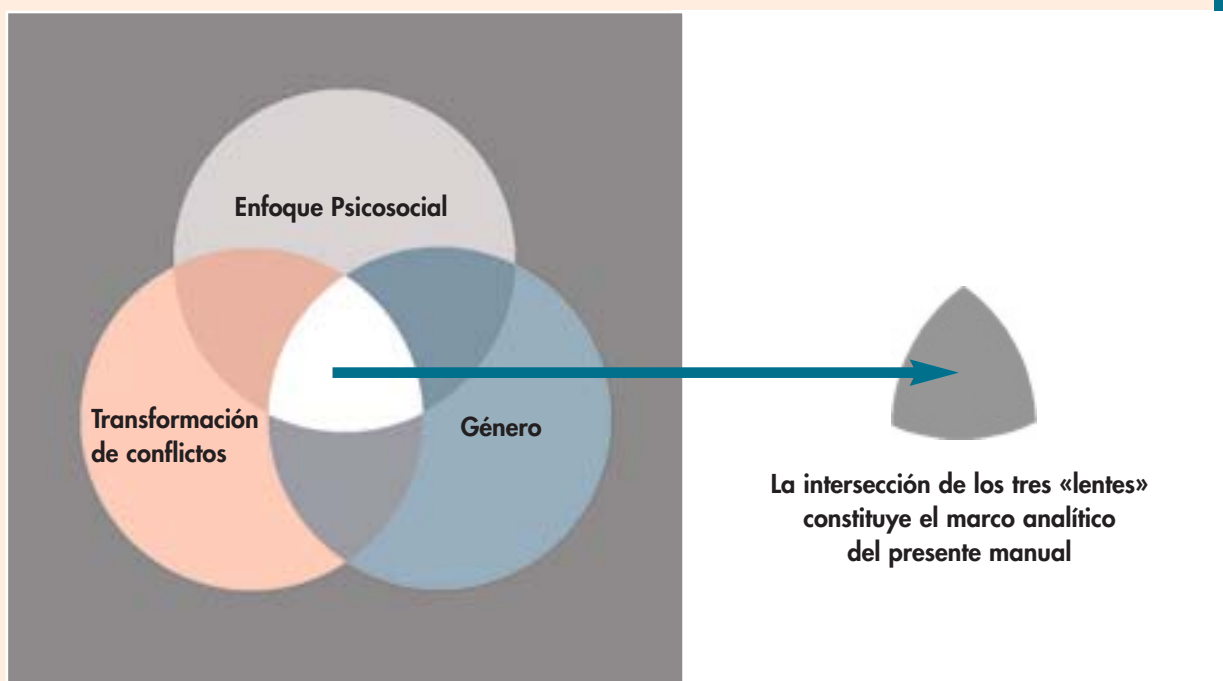 Enfoque Psicosocial
Transformación
de conflictos
Género
La intersección de los tres «lentes»
constituye el marco analítico
del presente manual